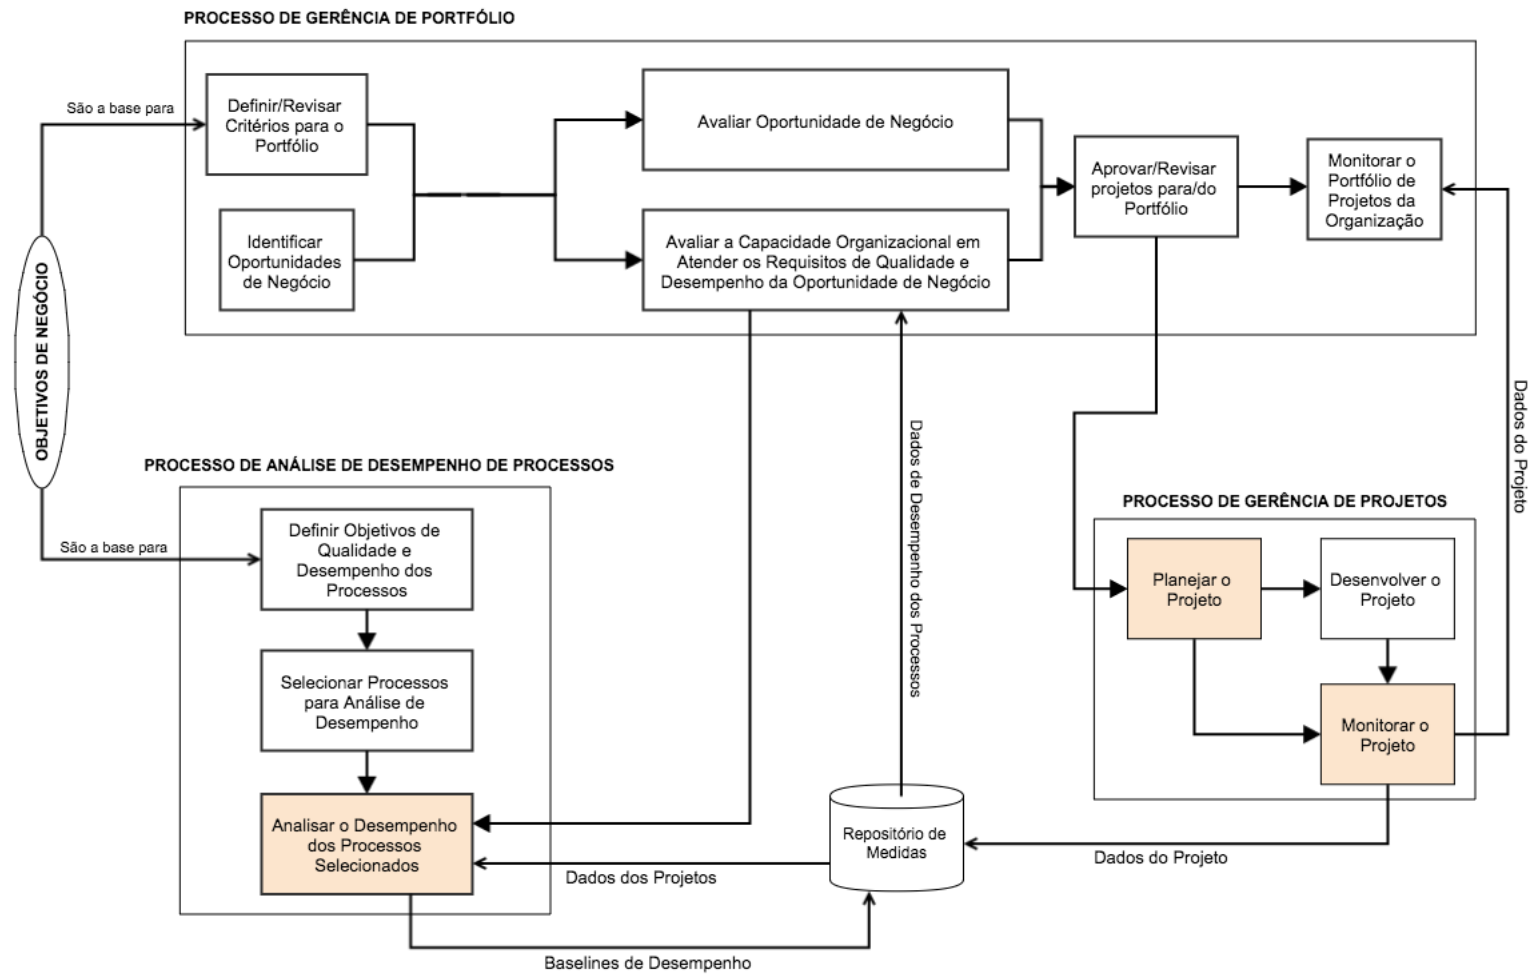 PROCESSO DE GERÊNCIA DE PORTFÓLIO
São a base para
Definir/Revisar
Critérios para o
Portfólio
Identificar
Oportunidades
de Negócio
Avaliar Oportunidade de Negócio
Avaliar a Capacidade Organizacional em
Atender os Requisitos de Qualidade e
Desempenho da Oportunidade de Negócio
Aprovar/Revisar
projetos para/do
Portfólio
Monitorar o
Portfólio de
Projetos da
Organização
OBJETIVOS DE NEGÓCIO
Dados de Desempenho dos Processos
Dados do Projeto
PROCESSO DE ANÁLISE DE DESEMPENHO DE PROCESSOS
São a base para
Definir Objetivos de
Qualidade e
Desempenho dos
Processos
Selecionar Processos
para Análise de
Desempenho
Analisar o Desempenho
dos Processos
Selecionados
PROCESSO DE GERÊNCIA DE PROJETOS
Planejar o
Projeto
Desenvolver o
Projeto
Monitorar o
Projeto
Repositório de
Medidas
Dados do Projeto
Dados dos Projetos
Baselines de Desempenho